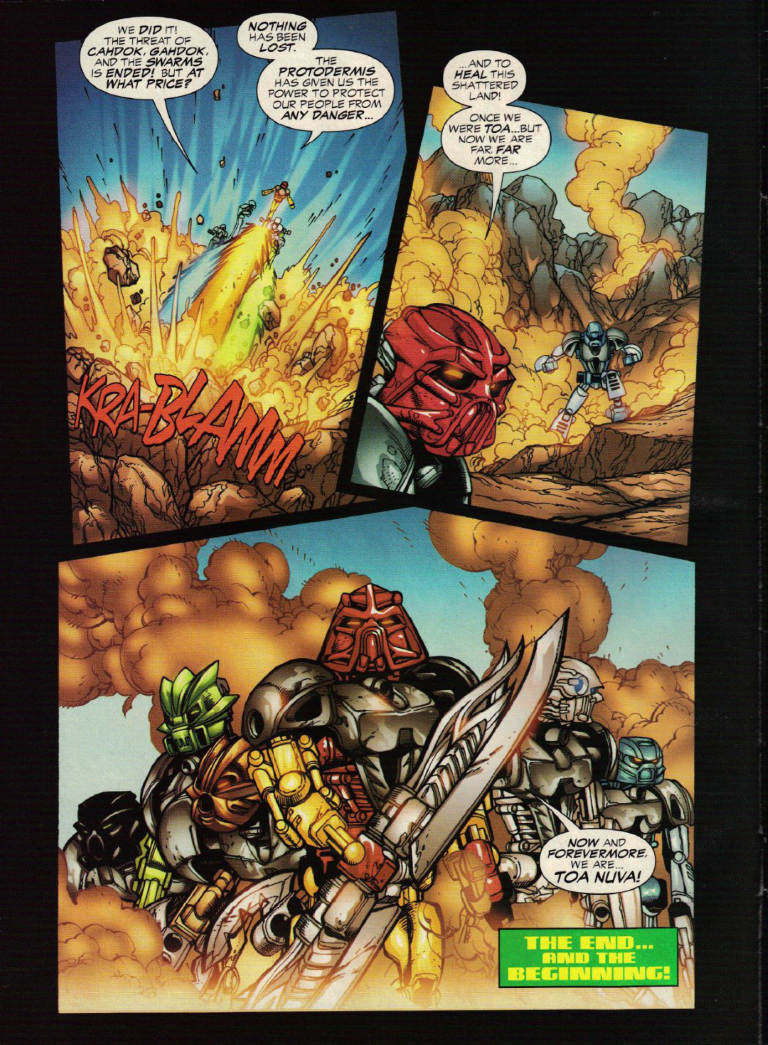 WE DID IT!
THE THREAT OF
CAHDOK, GAHDOK,
AND THE SWARMS
IS ENDED! BUT AT
WHAT PRICE?
NOTHING
HAS BEEN
LOST.
THE
PROTODERMIS
HAS GIVEN US THE
POWER TO PROTECT
OUR PEOPLE FROM
ANY DANGER...
KRA-BLAMM
...AND TO
HEAL THIS
SHATTERED
LAND!
ONCE WE
WERE TOA...BUT
NOW WE ARE
FAR, FAR
MORE...
NOW AND
FOREVERMORE,
WE ARE...
TOA NUVA!
THE END...
AND THE
BEGINNING!